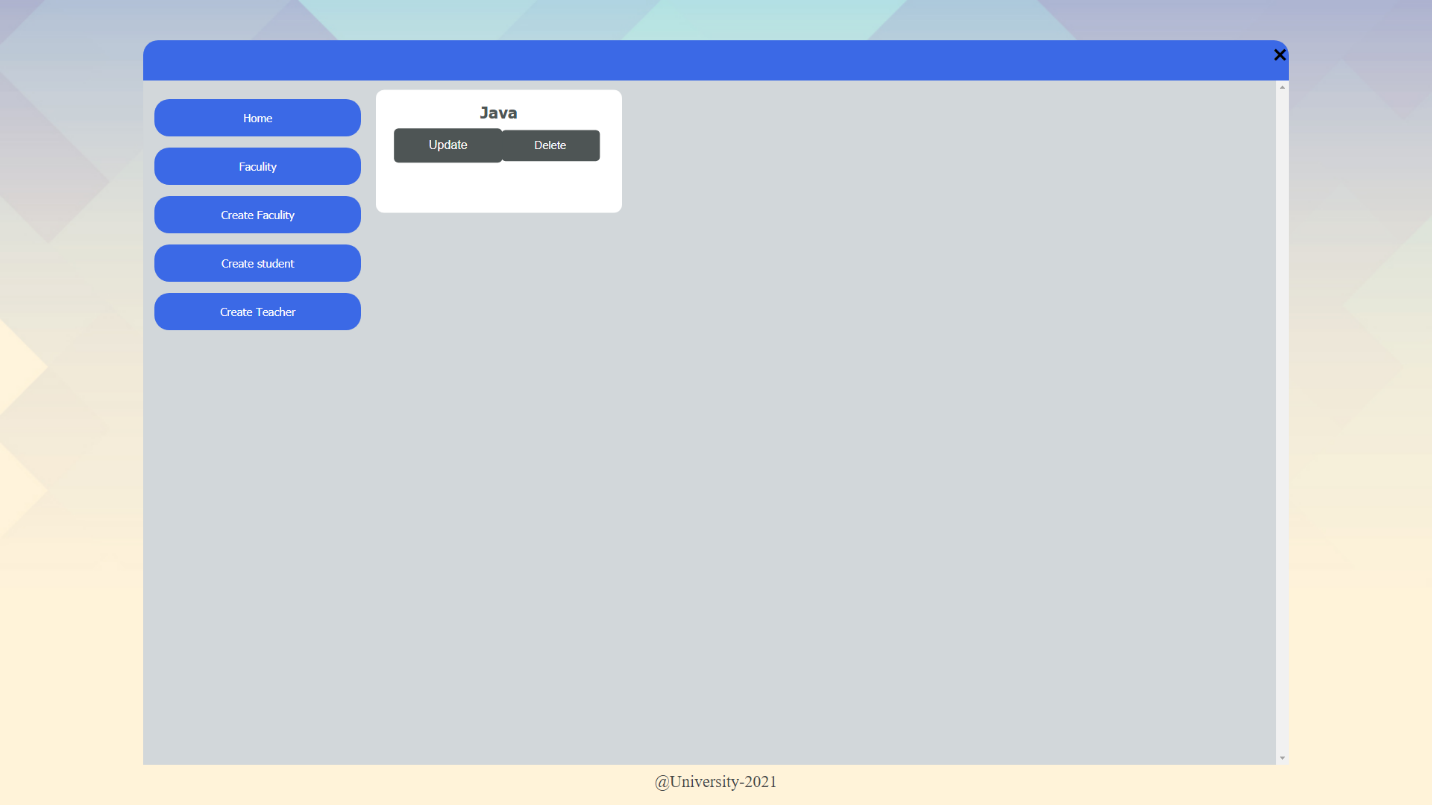 Home
Faculity
Create Faculity
Create student
Create Teacher
Java
Update
Delete
@University-2021